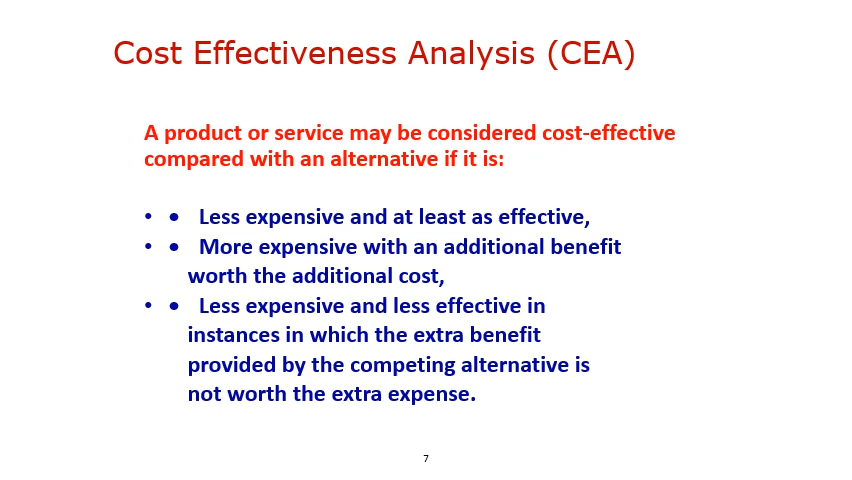 Cost Effectiveness Analysis (CEA)
A product or service may be considered cost-effective
compared with an alternative if it is:
• • Less expensive and at least as effective,
• • More expensive with an additional benefit
worth the additional cost,
• • Less expensive and less effective in
instances in which the extra benefit
provided by the competing alternative is
not worth the extra expense.
7